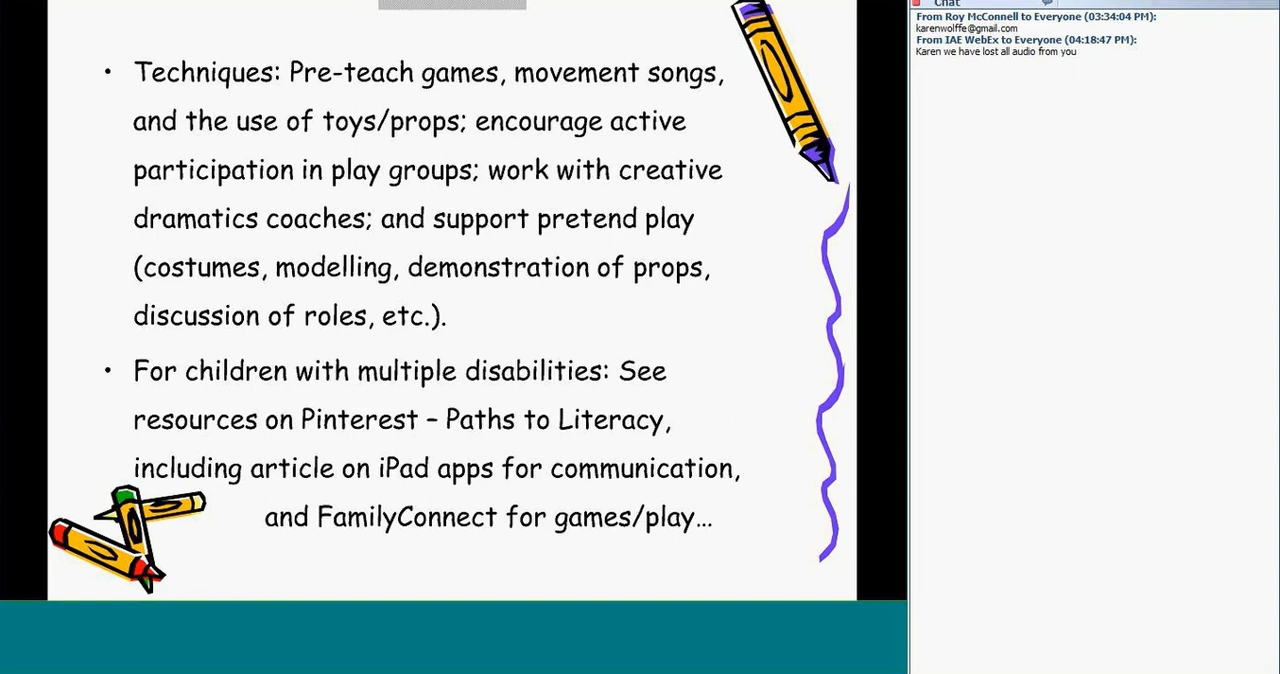 • Techniques: Pre-teach games, movement songs,
and the use of toys/props; encourage active
participation in play groups; work with creative
dramatics coaches; and support pretend play
(costumes, modelling, demonstration of props,
discussion of roles, etc.).
• For children with multiple disabilities: See
resources on Pinterest – Paths to Literacy,
including article on iPad apps for communication,
and FamilyConnect for games/play…
Chat
From Roy McConnell to Everyone (03:34:04 PM):
karenwolffe@gmail.com
From IAE WebEx to Everyone (04:18:47 PM):
Karen we have lost all audio from you